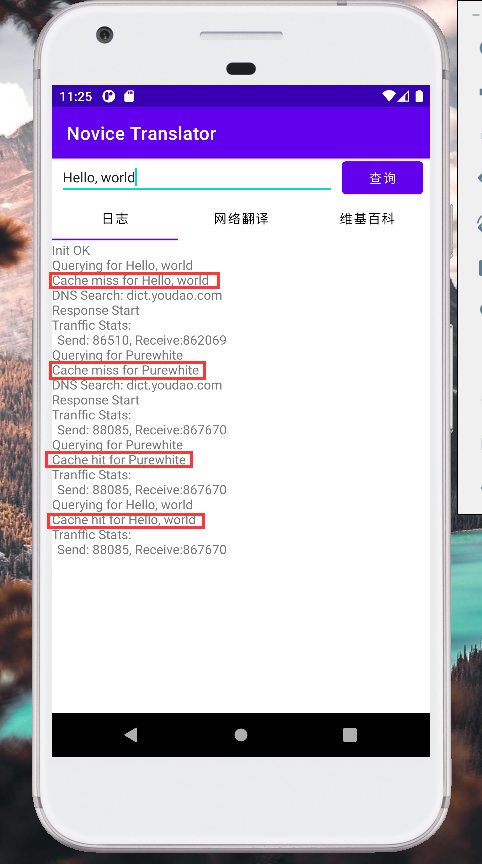 11:25
Novice Translator
Hello, world
查询
日志 网络翻译 维基百科
Init OK
Querying for Hello, world
Cache miss for Hello, world
DNS Search: dict.youdao.com
Response Start
Tranffic Stats:
Send: 86510, Receive:862069
Querying for Purewhite
Cache miss for Purewhite
DNS Search: dict.youdao.com
Response Start
Tranffic Stats:
Send: 88085, Receive:867670
Querying for Purewhite
Cache hit for Purewhite
Tranffic Stats:
Send: 88085, Receive:867670
Querying for Hello, world
Cache hit for Hello, world
Tranffic Stats:
Send: 88085, Receive:867670